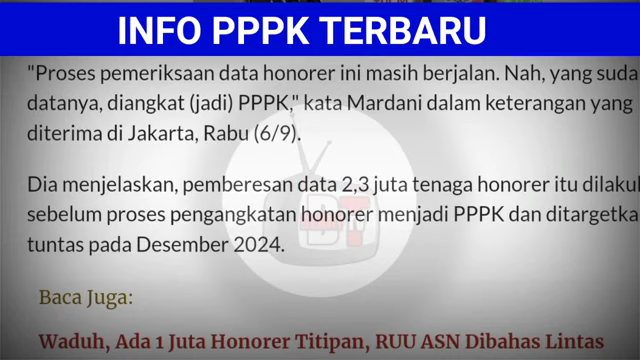 INFO PPPK TERBARU
"Proses pemeriksaan data honorer ini masih berjalan. Nah, yang suda
datanya, diangkat (jadi) PPPK," kata Mardani dalam keterangan yang
diterima di Jakarta, Rabu (6/9).
Dia menjelaskan, pemberesan data 2,3 juta tenaga honorer itu dilakul
sebelum proses pengangkatan honorer menjadi PPPK dan ditargetka
tuntas pada Desember 2024.
Baca Juga:
Waduh, Ada 1 Juta Honorer Titipan, RUU ASN Dibahas Lintas